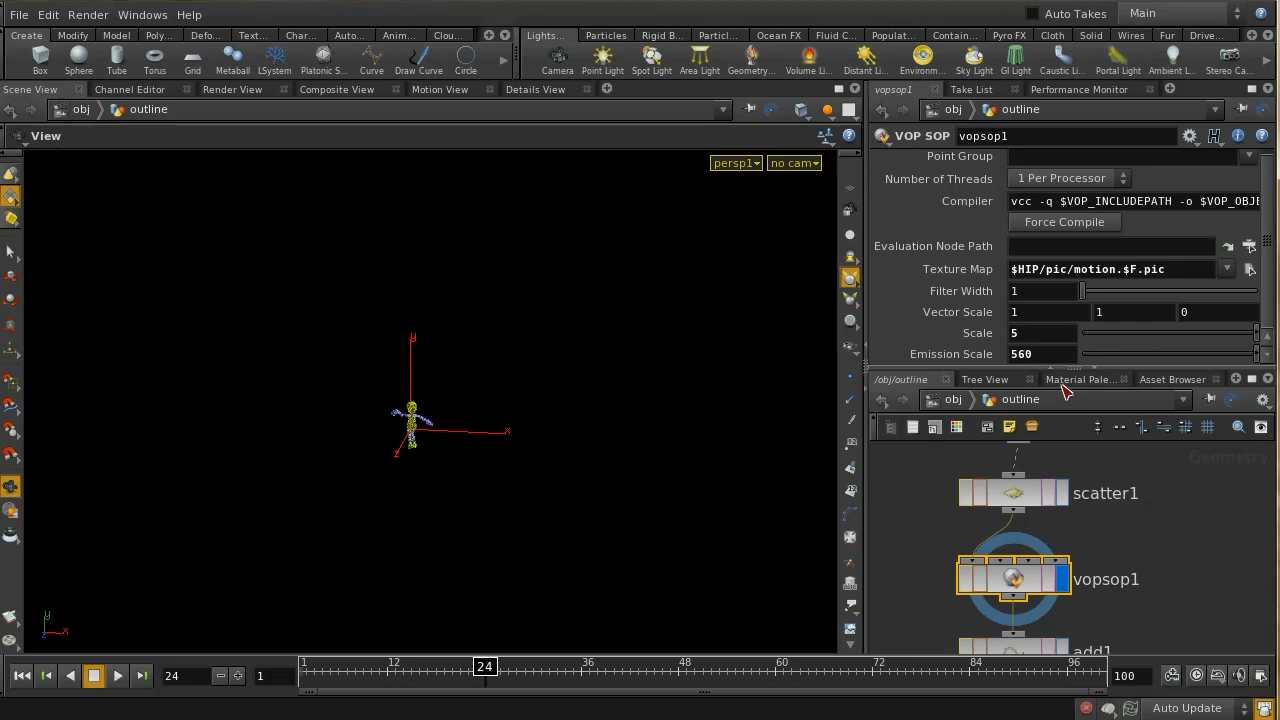 File Edit Render Windows Help Auto Takes Main
Create Modify Model Poly... Defo... Text... Char... Auto... Anim... Clou... Lights... Particles Rigid B... Particl... Ocean FX Fluid C... Populat... Contain... Pyro FX Cloth Solid Wires Fur Drive...
Box Sphere Tube Torus Grid Metaball LSystem Platonic S... Curve Draw Curve Circle Camera Point Light Spot Light Area Light Geometry... Volume Li... Distant Li... Environm... Sky Light GI Light Caustic Li... Portal Light Ambient L... Stereo Ca...
Scene View Channel Editor Render View Composite View Motion View Details View vopsop1 Take List Performance Monitor
obj outline obj outline
View VOP SOP vopsop1
persp1 no cam
Point Group
Number of Threads 1 Per Processor
Compiler vcc -q $VOP_INCLUDEPATH -o $VOP_OBJE
Force Compile
Evaluation Node Path
Texture Map $HIP/pic/motion.$F.pic
Filter Width 1
Vector Scale 1 1 0
Scale 5
Emission Scale 560
/obj/outline Tree View Material Pale... Asset Browser
obj outline
Geometry
scatter1
vopsop1
add1
y
x
z
y
x
z
24 1 1 12 24 36 48 60 72 84 96 100
Auto Update